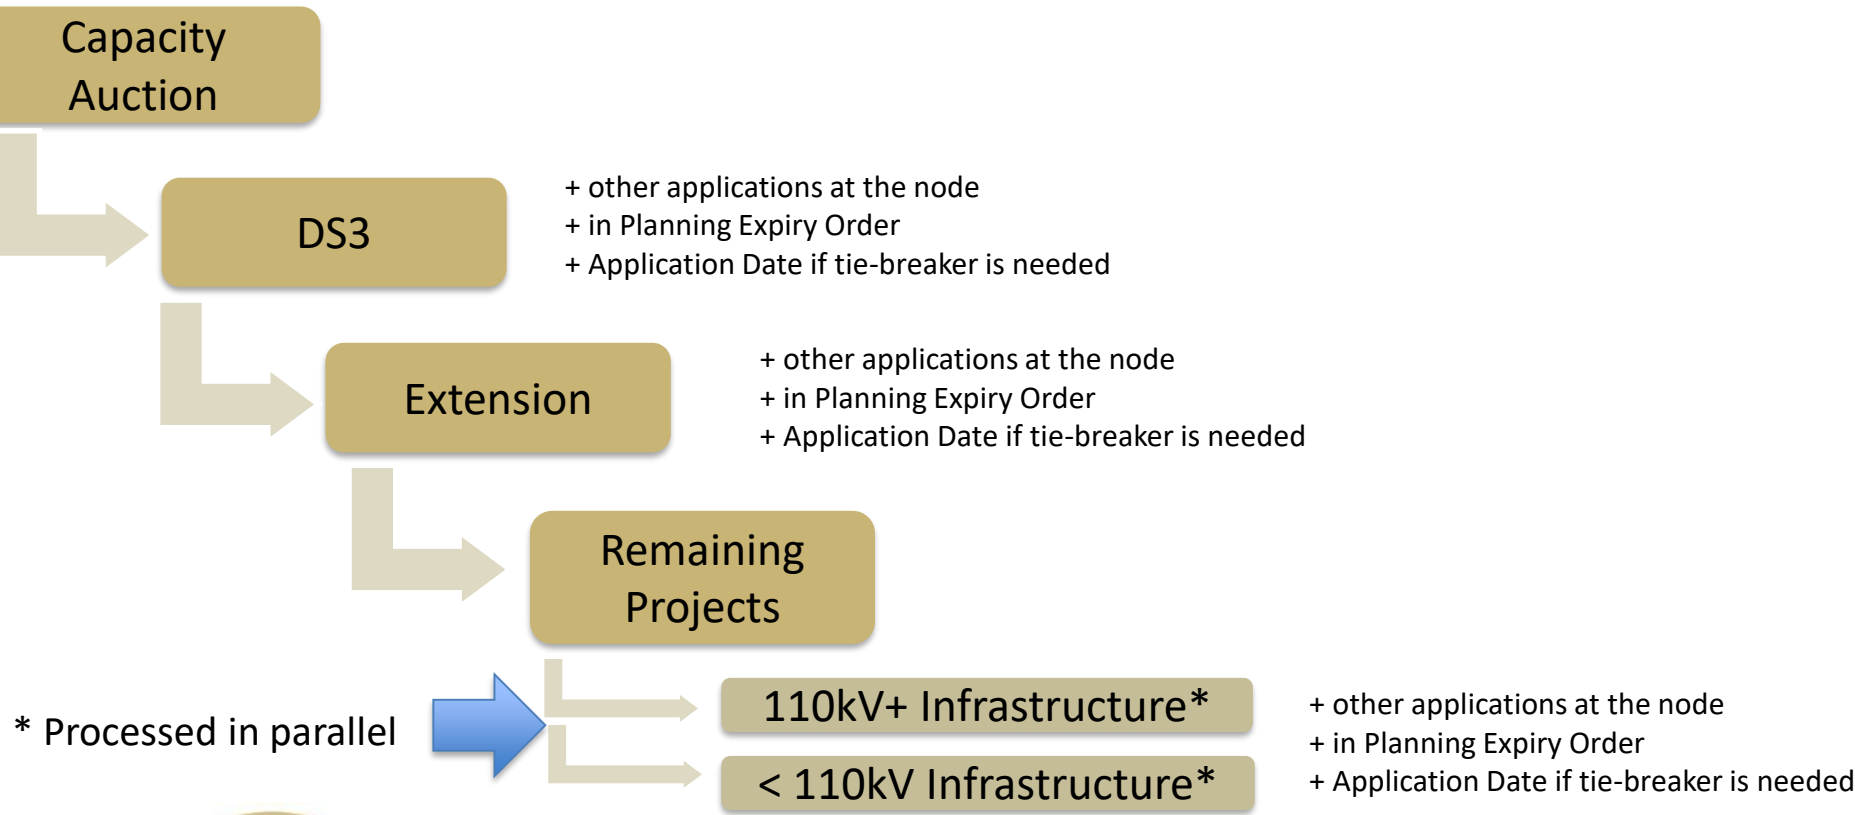 Capacity
Auction
DS3
+ other applications at the node
+ in Planning Expiry Order
+ Application Date if tie-breaker is needed
Extension
+ other applications at the node
+ in Planning Expiry Order
+ Application Date if tie-breaker is needed
Remaining
Projects
* Processed in parallel
110kV+ Infrastructure*
< 110kV Infrastructure*
+ other applications at the node
+ in Planning Expiry Order
+ Application Date if tie-breaker is needed